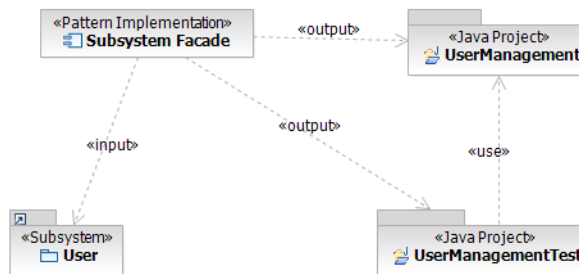 «Pattern Implementation»
Subsystem Facade
«output»
«Java Project»
UserManagement
«output»
«input»
«use»
«Subsystem»
User
«Java Project»
UserManagementTest